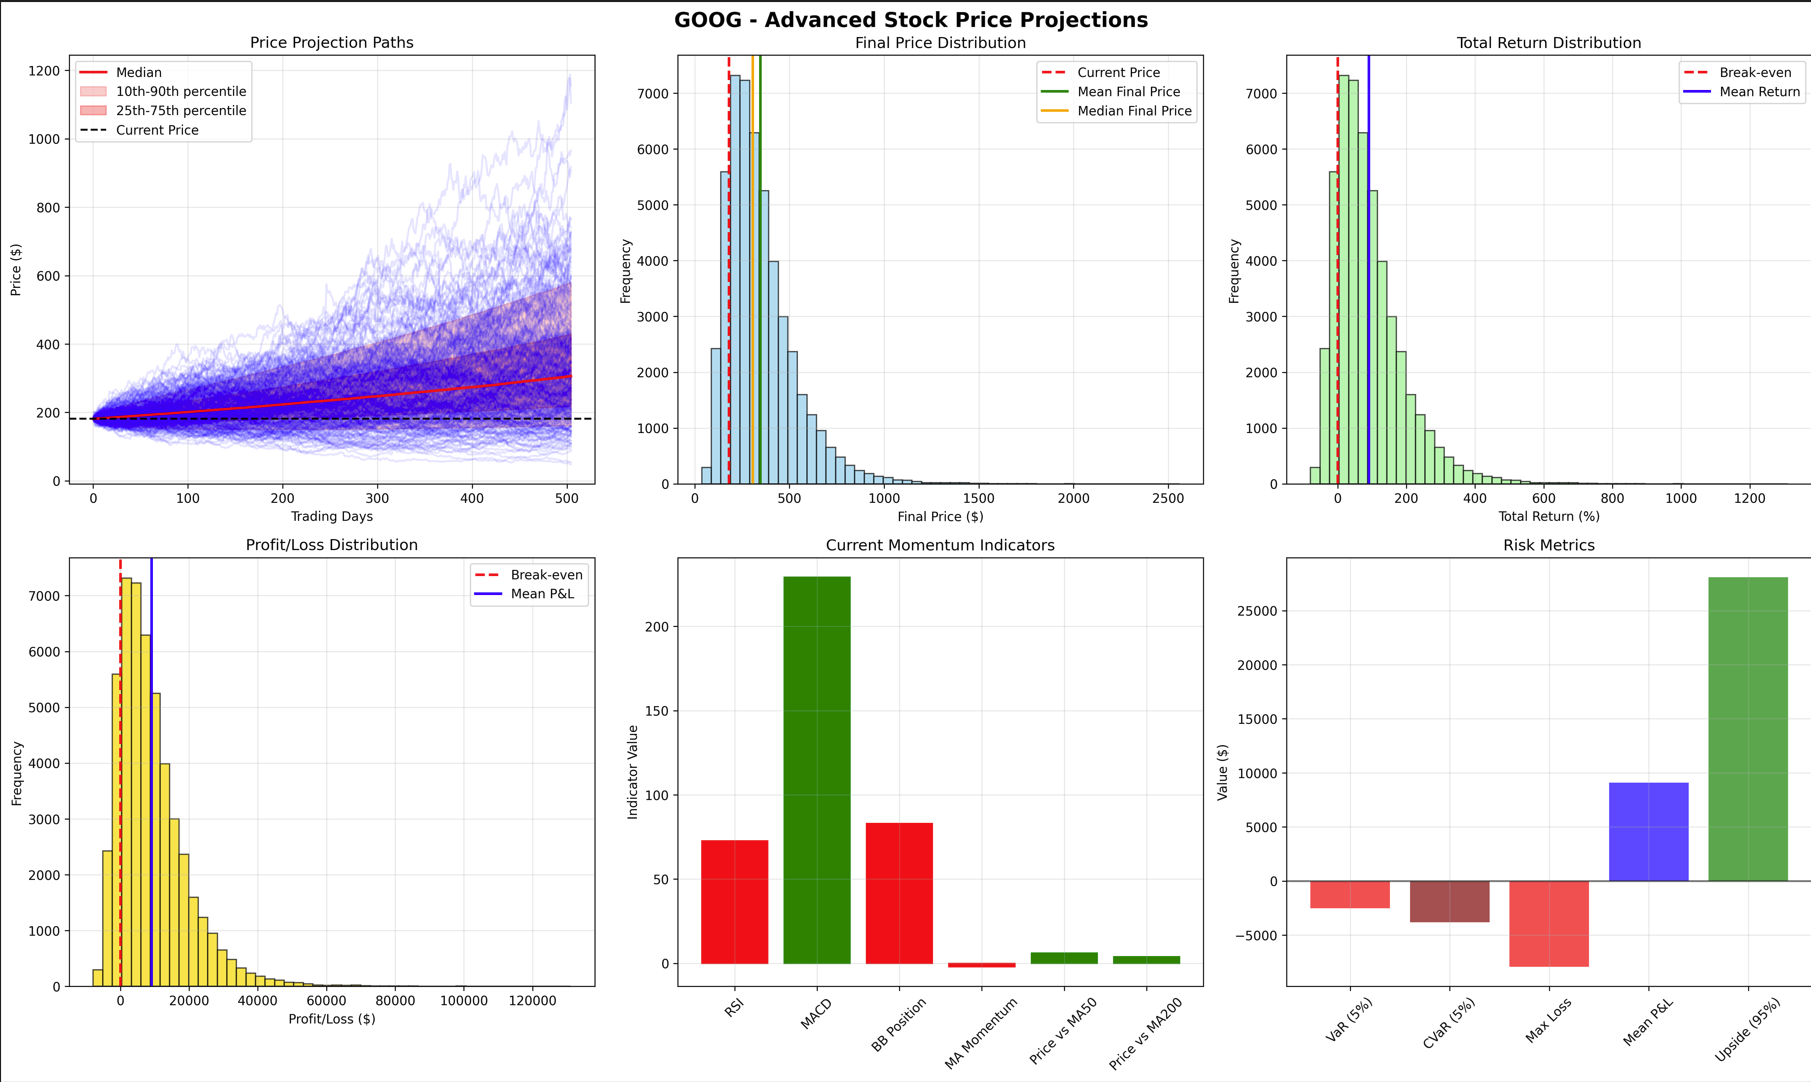 GOOG - Advanced Stock Price Projections
Price Projection Paths
Median
10th-90th percentile
25th-75th percentile
Current Price
Price ($)
1200
1000
800
600
400
200
0
0 100 200 300 400 500
Trading Days
Final Price Distribution
Current Price
Mean Final Price
Median Final Price
Frequency
7000
6000
5000
4000
3000
2000
1000
0
0 500 1000 1500 2000 2500
Final Price ($)
Total Return Distribution
Break-even
Mean Return
Frequency
7000
6000
5000
4000
3000
2000
1000
0
0 200 400 600 800 1000 1200
Total Return (%)
Profit/Loss Distribution
Break-even
Mean P&L
Frequency
7000
6000
5000
4000
3000
2000
1000
0
0 20000 40000 60000 80000 100000 120000
Profit/Loss ($)
Current Momentum Indicators
Indicator Value
200
150
100
50
0
RSI
MACD
BB Position
MA Momentum
Price vs MA50
Price vs MA200
Risk Metrics
Value ($)
25000
20000
15000
10000
5000
0
−5000
VaR (5%)
CVaR (5%)
Max Loss
Mean P&L
Upside (95%)